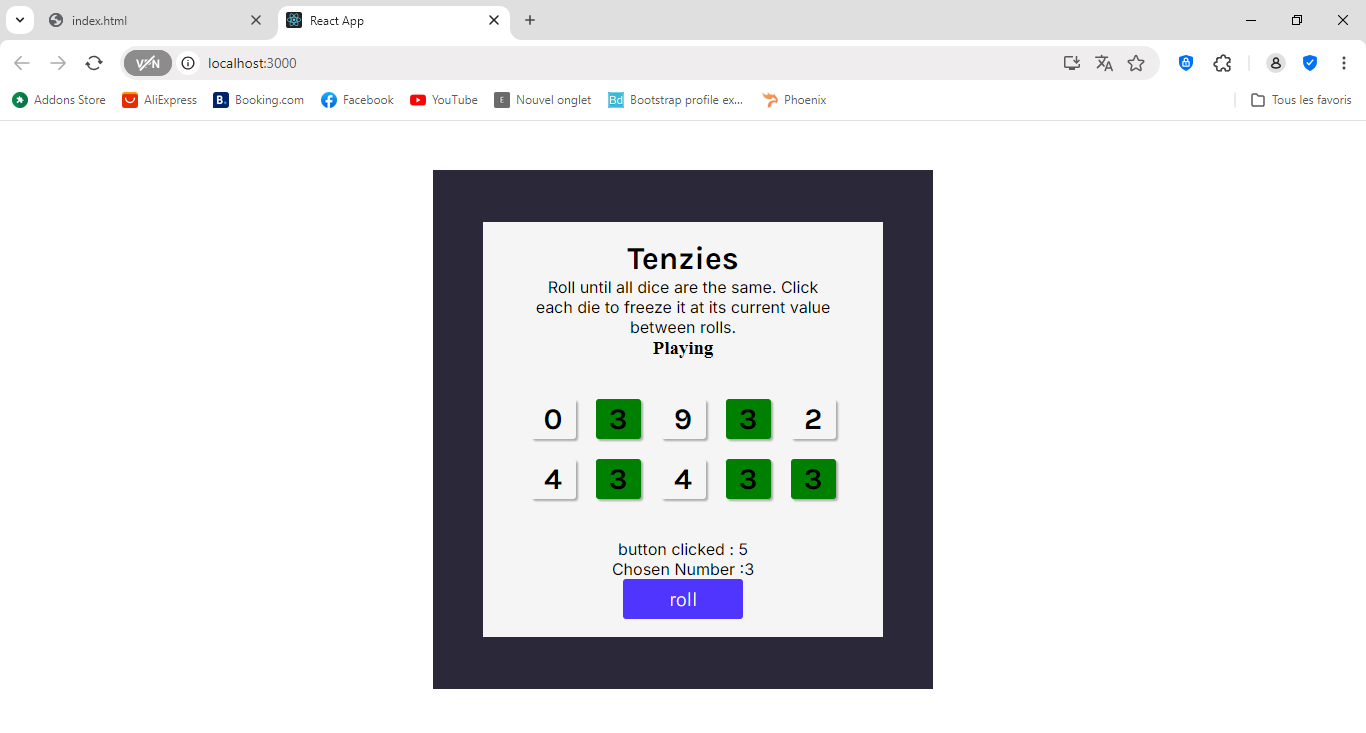 index.html
React App
VPN
localhost:3000
Addons Store
AliExpress
B. Booking.com
Facebook
YouTube
E Nouvel onglet
Bd Bootstrap profile ex...
Phoenix
Tous les favoris
Tenzies
Roll until all dice are the same. Click
each die to freeze it at its current value
between rolls.
Playing
0 3 9 3 2
4 3 4 3 3
button clicked : 5
Chosen Number :3
roll